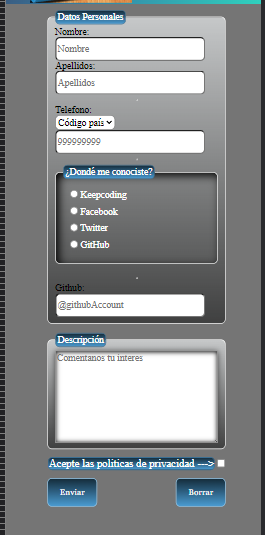 Datos Personales
Nombre:
Nombre
Apellidos:
Apellidos
Telefono:
Código país
999999999
¿Dondé me conociste?
Keepcoding
Facebook
Twitter
GitHub
Github:
@githubAccount
Descripción
Comentanos tu interes
Acepte las politicas de privacidad --->
Enviar
Borrar